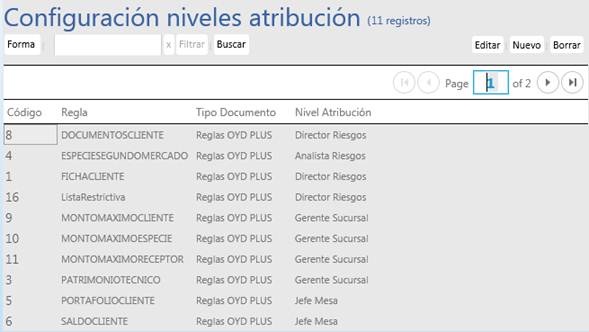 Configuración niveles atribución (11 registros)
Forma x Filtrar Buscar Editar Nuevo Borrar
Page 1 of 2
Código Regla Tipo Documento Nivel Atribución
8 DOCUMENTOSCLIENTE Reglas OYD PLUS Director Riesgos
4 ESPECIESEGUNDOMERCADO Reglas OYD PLUS Analista Riesgos
1 FICHACLIENTE Reglas OYD PLUS Director Riesgos
16 ListaRestrictiva Reglas OYD PLUS Director Riesgos
9 MONTOMAXIMOCLIENTE Reglas OYD PLUS Gerente Sucursal
10 MONTOMAXIMOESPECIE Reglas OYD PLUS Gerente Sucursal
11 MONTOMAXIMORECEPTOR Reglas OYD PLUS Gerente Sucursal
3 PATRIMONIOTECNICO Reglas OYD PLUS Gerente Sucursal
5 PORTAFOLIOCLIENTE Reglas OYD PLUS Jefe Mesa
6 SALDOCLIENTE Reglas OYD PLUS Jefe Mesa